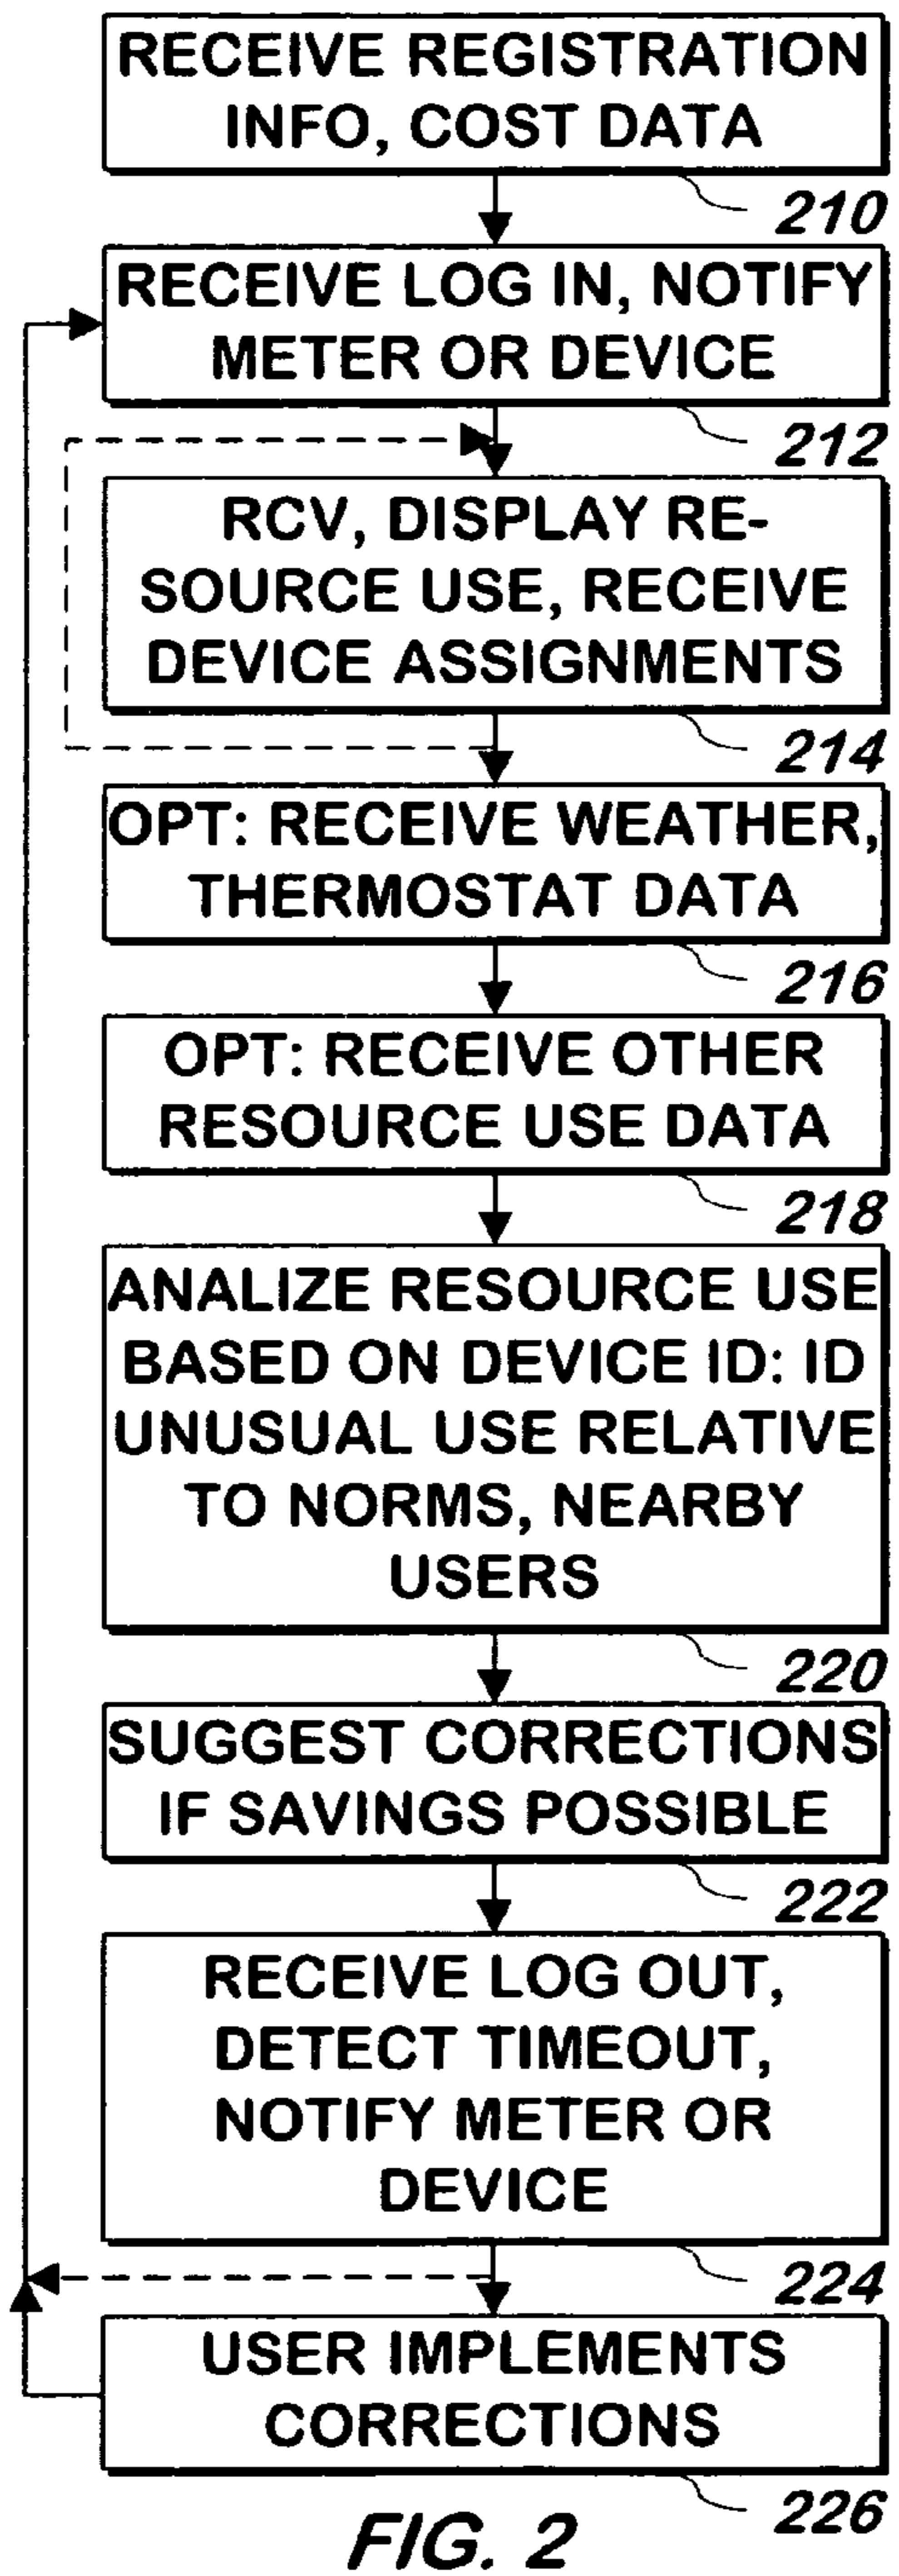 RECEIVE REGISTRATION
INFO, COST DATA
210
RECEIVE LOG IN, NOTIFY
METER OR DEVICE
212
RCV, DISPLAY RE-
SOURCE USE, RECEIVE
DEVICE ASSIGNMENTS
214
OPT: RECEIVE WEATHER,
THERMOSTAT DATA
216
OPT: RECEIVE OTHER
RESOURCE USE DATA
218
ANALIZE RESOURCE USE
BASED ON DEVICE ID: ID
UNUSUAL USE RELATIVE
TO NORMS, NEARBY
USERS
220
SUGGEST CORRECTIONS
IF SAVINGS POSSIBLE
222
RECEIVE LOG OUT,
DETECT TIMEOUT,
NOTIFY METER OR
DEVICE
224
USER IMPLEMENTS
CORRECTIONS
226
FIG. 2